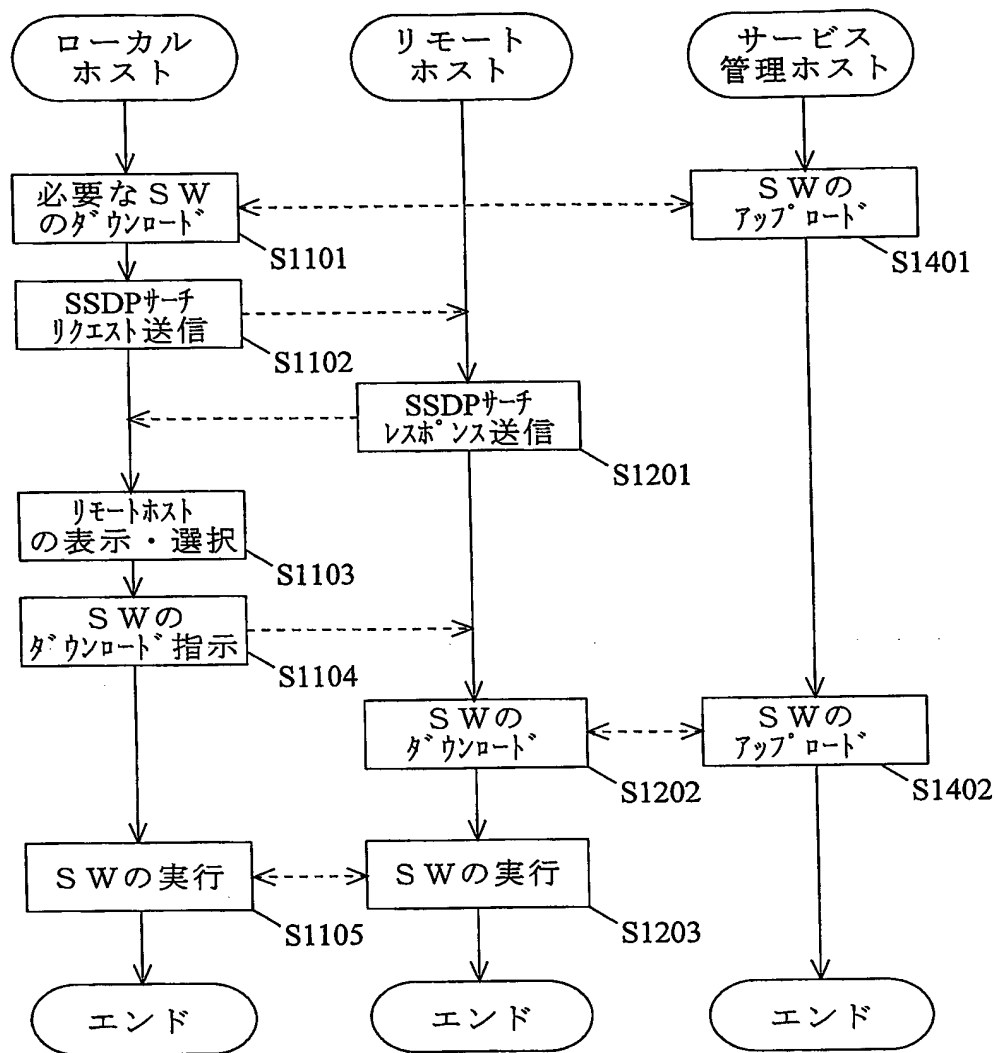 ローカル
ホスト
リモート
ホスト
サービス
管理ホスト
必要なＳＷ
のﾀﾞｳﾝﾛｰﾄﾞ
S1101
ＳＷの
ｱｯﾌﾟﾛｰﾄﾞ
S1401
SSDPｻｰﾁ
ﾘｸｴｽﾄ送信
S1102
SSDPｻｰﾁ
ﾚｽﾎﾟﾝｽ送信
S1201
ﾘﾓｰﾄﾎｽﾄ
の表示・選択
S1103
ＳＷの
ﾀﾞｳﾝﾛｰﾄﾞ指示
S1104
ＳＷの
ﾀﾞｳﾝﾛｰﾄﾞ
S1202
ＳＷの
ｱｯﾌﾟﾛｰﾄﾞ
S1402
ＳＷの実行
S1105
ＳＷの実行
S1203
エンド
エンド
エンド